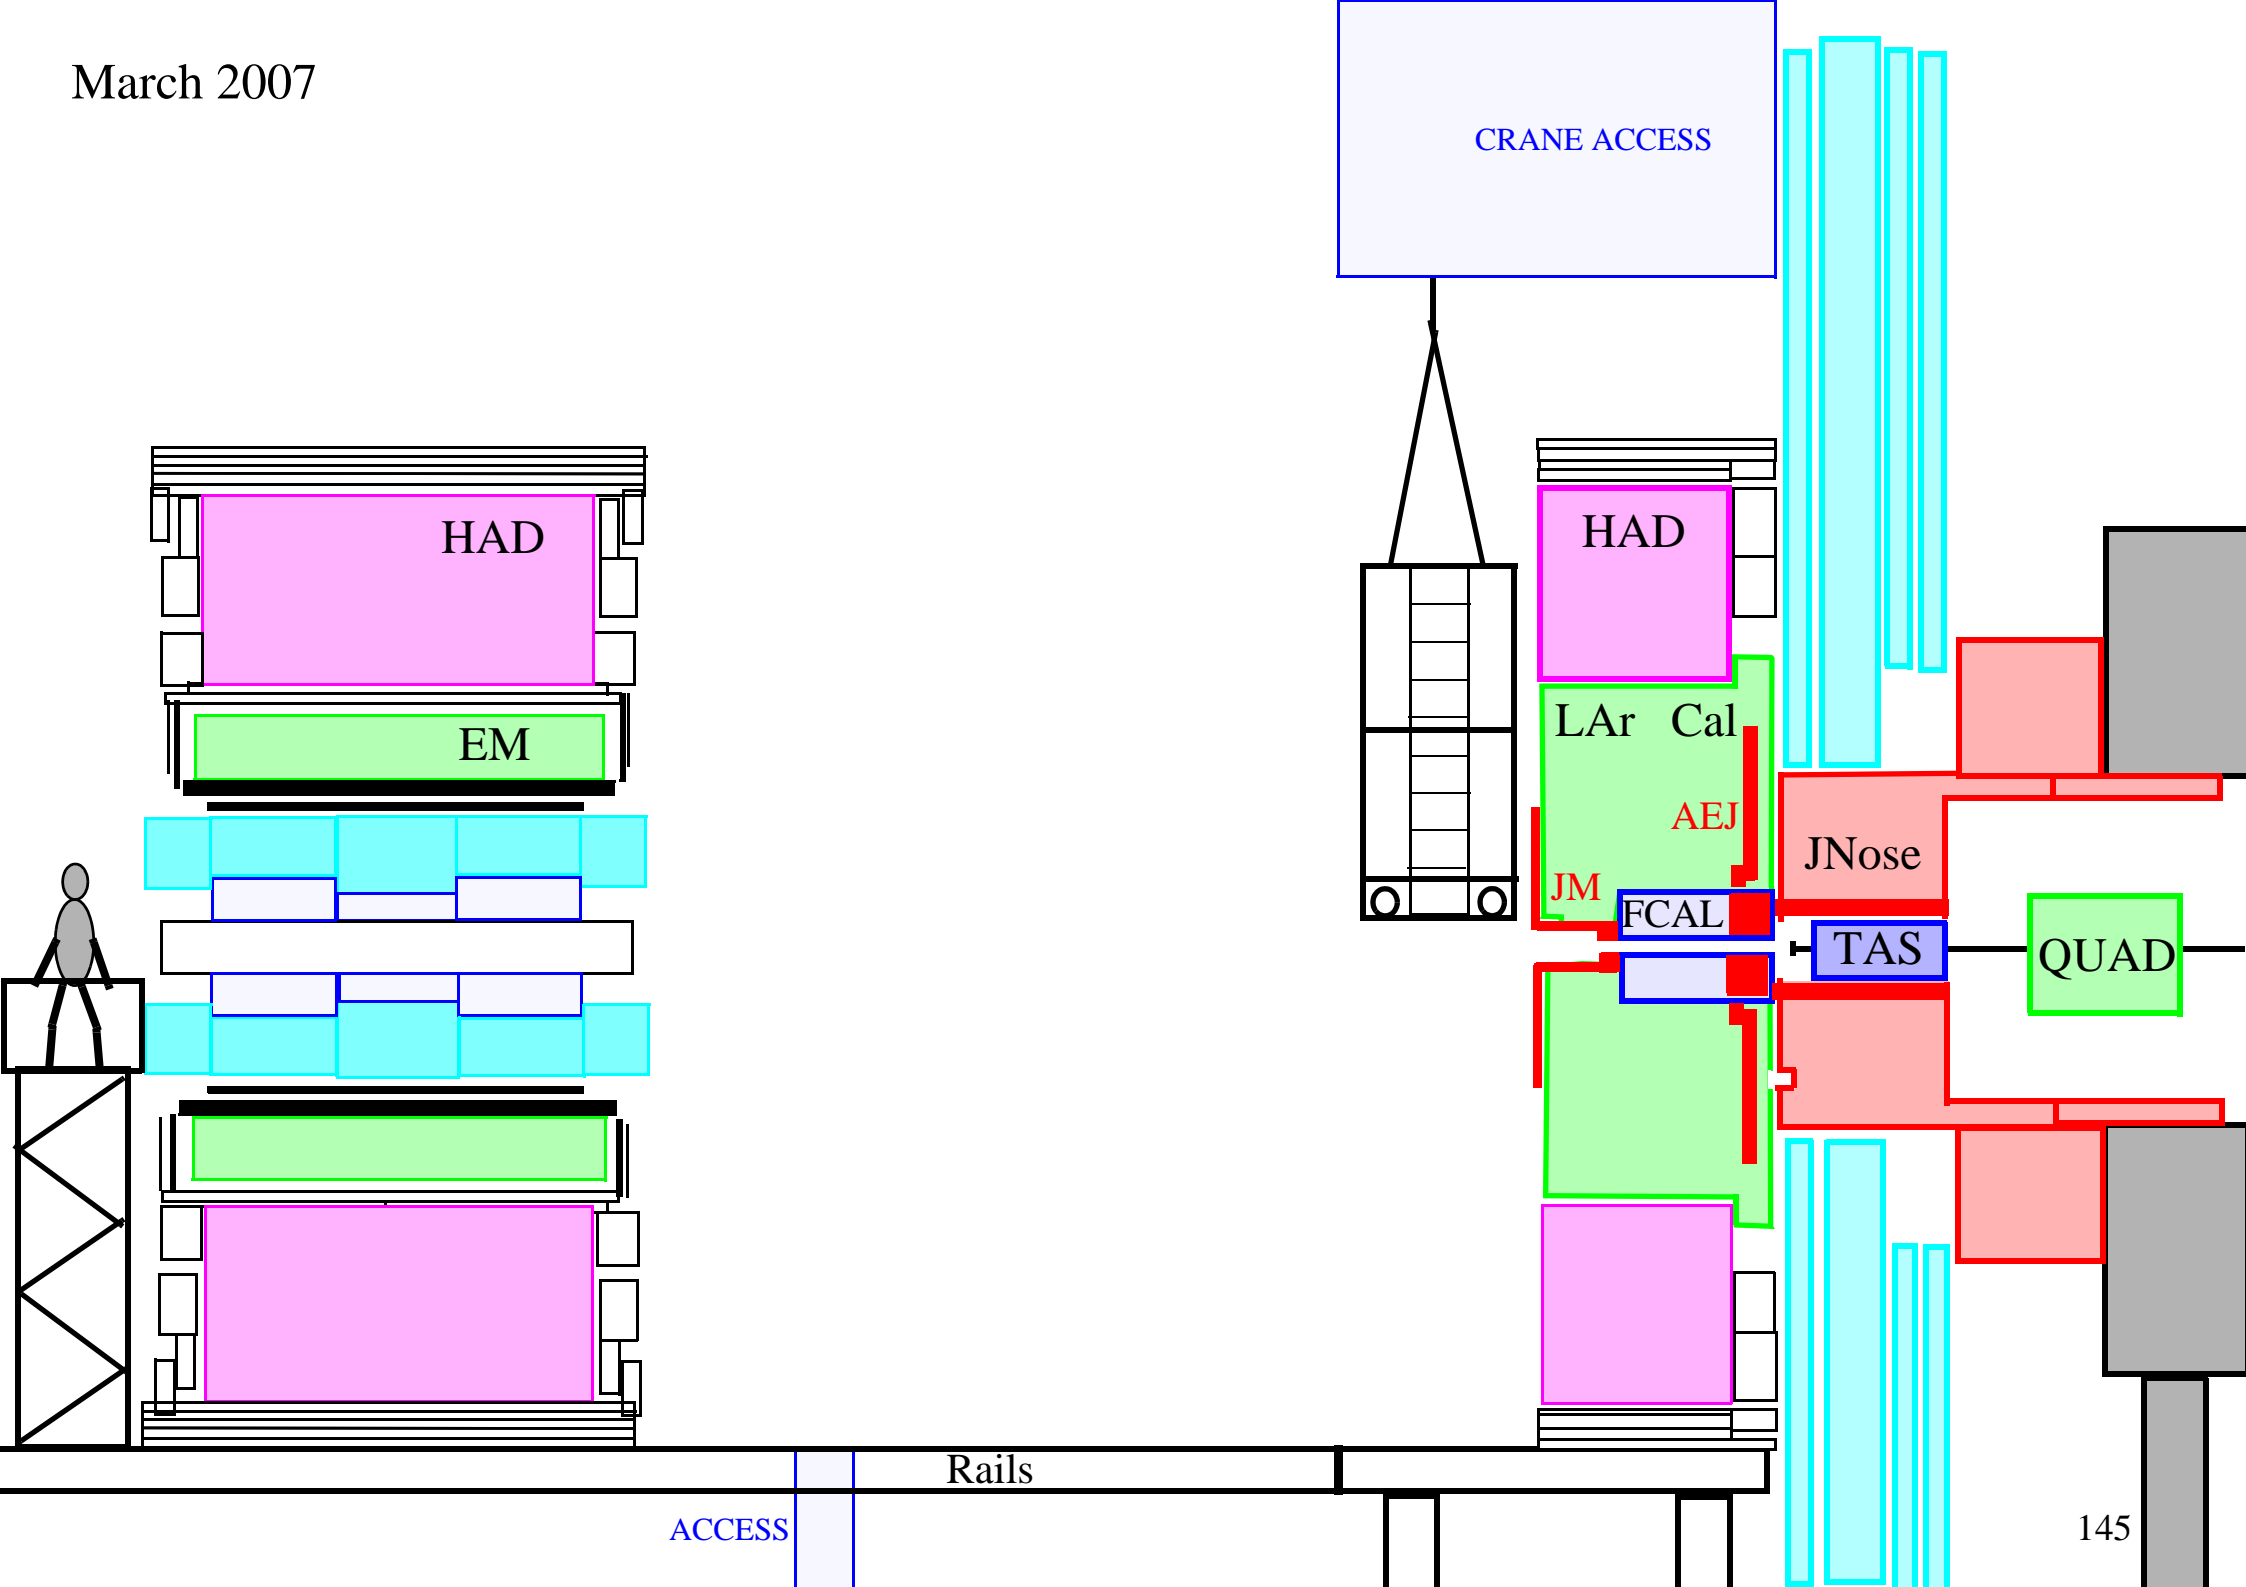 March 2007
CRANE ACCESS
HAD
HAD
EM
LAr Cal
AEJ
JNose
JM
FCAL
TAS
QUAD
Rails
ACCESS
145